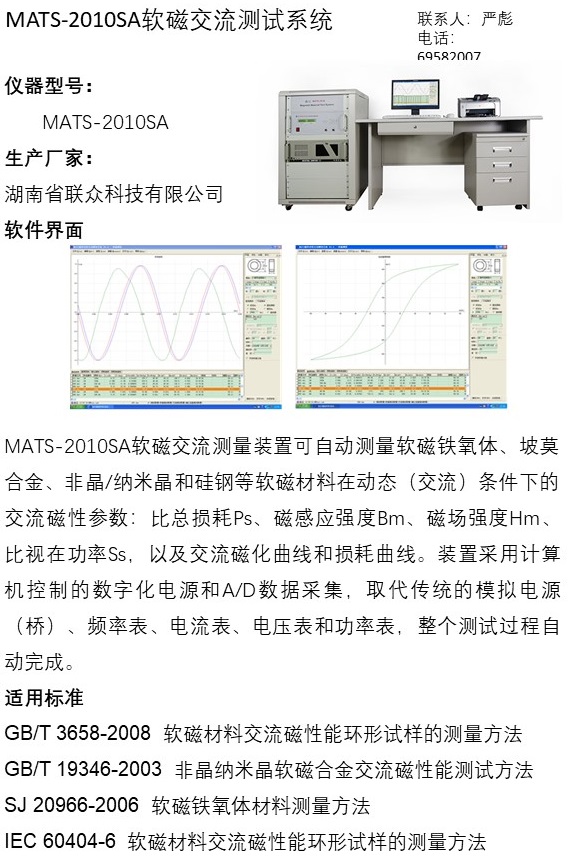 MATS-2010SA软磁交流测试系统
联系人：严彪
电话：
69582007
仪器型号：
MATS-2010SA
生产厂家：
湖南省联众科技有限公司
软件界面
MATS-2010SA软磁交流测量装置可自动测量软磁铁氧体、坡莫
合金、非晶/纳米晶和硅钢等软磁材料在动态（交流）条件下的
交流磁性参数：比总损耗Ps、磁感应强度Bm、磁场强度Hm、
比视在功率Ss，以及交流磁化曲线和损耗曲线。装置采用计算
机控制的数字化电源和A/D数据采集，取代传统的模拟电源
（桥）、频率表、电流表、电压表和功率表，整个测试过程自
动完成。
适用标准
GB/T 3658-2008 软磁材料交流磁性能环形试样的测量方法
GB/T 19346-2003 非晶纳米晶软磁合金交流磁性能测试方法
SJ 20966-2006 软磁铁氧体材料测量方法
IEC 60404-6 软磁材料交流磁性能环形试样的测量方法